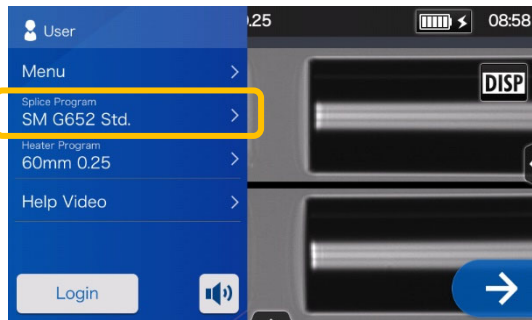 User
.25
08:58
Menu
DISP
Splice Program
SM G652 Std.
Heater Program
60mm 0.25
Help Video
Login